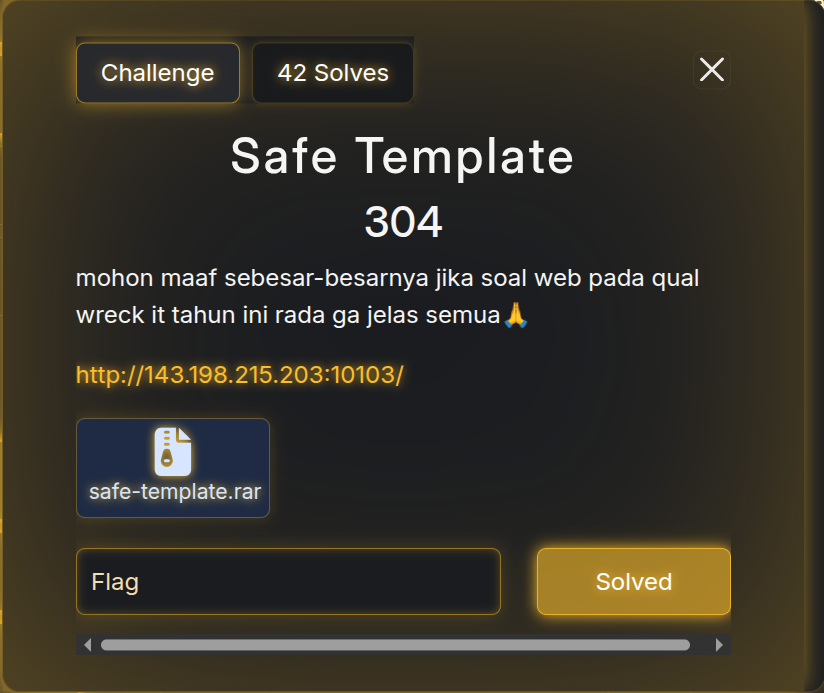 Challenge
42 Solves
Safe Template
304
mohon maaf sebesar-besarnya jika soal web pada qual
wreck it tahun ini rada ga jelas semua🙏
http://143.198.215.203:10103/
safe-template.rar
Flag
Solved